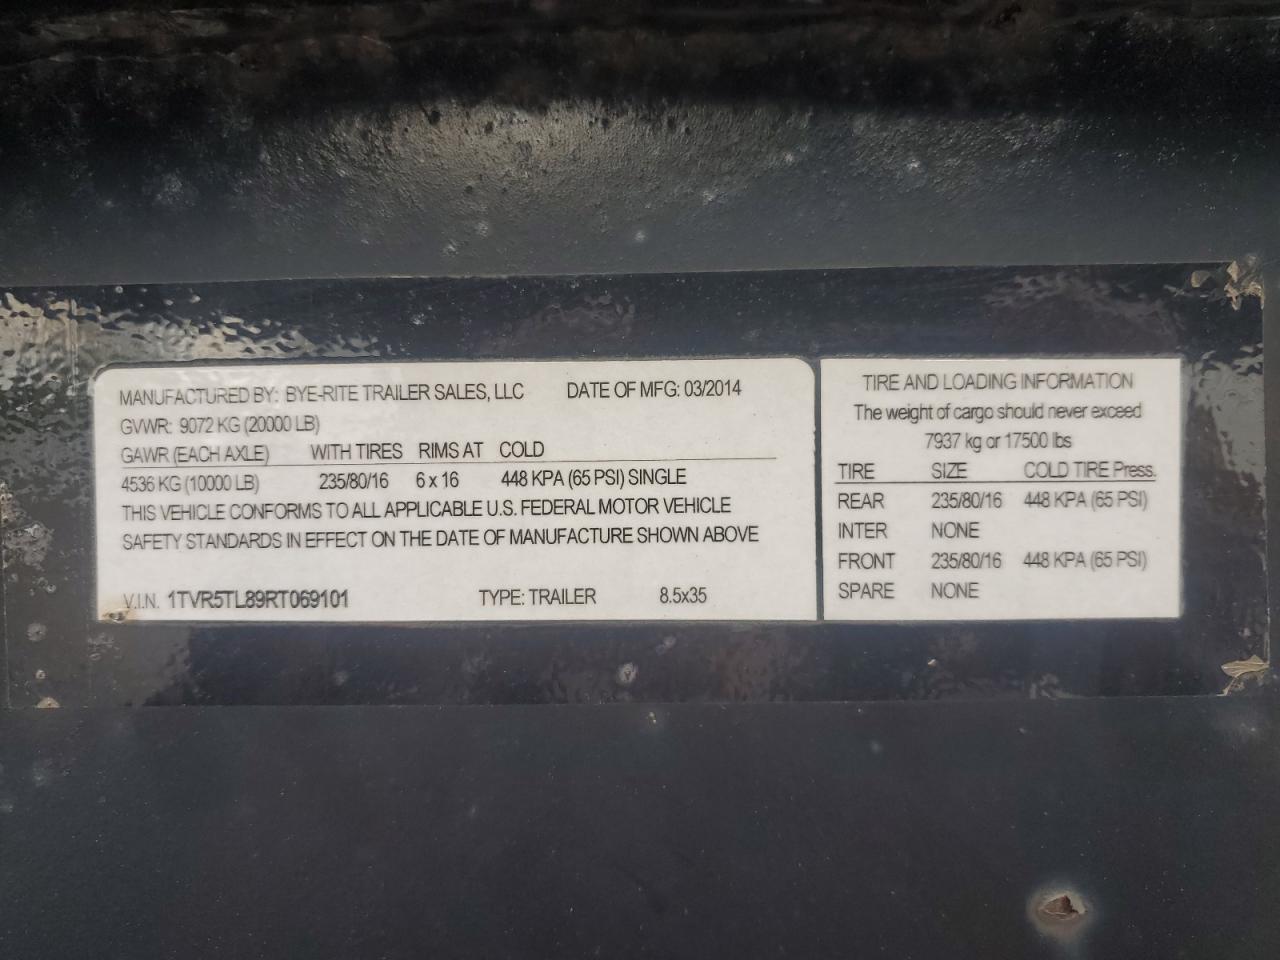 MANUFACTURED BY: BYE-RITE TRAILER SALES, LLC DATE OF MFG: 03/2014
GVWR: 9072 KG (20000 LB)
GAWR (EACH AXLE) WITH TIRES RIMS AT COLD
4536 KG (10000 LB) 235/80/16 6 x 16 448 KPA (65 PSI) SINGLE
THIS VEHICLE CONFORMS TO ALL APPLICABLE U.S. FEDERAL MOTOR VEHICLE
SAFETY STANDARDS IN EFFECT ON THE DATE OF MANUFACTURE SHOWN ABOVE
V.I.N. 1TVR5TL89RT069101 TYPE: TRAILER 8.5x35
TIRE AND LOADING INFORMATION
The weight of cargo should never exceed
7937 kg or 17500 lbs
TIRE SIZE COLD TIRE Press.
REAR 235/80/16 448 KPA (65 PSI)
INTER NONE
FRONT 235/80/16 448 KPA (65 PSI)
SPARE NONE